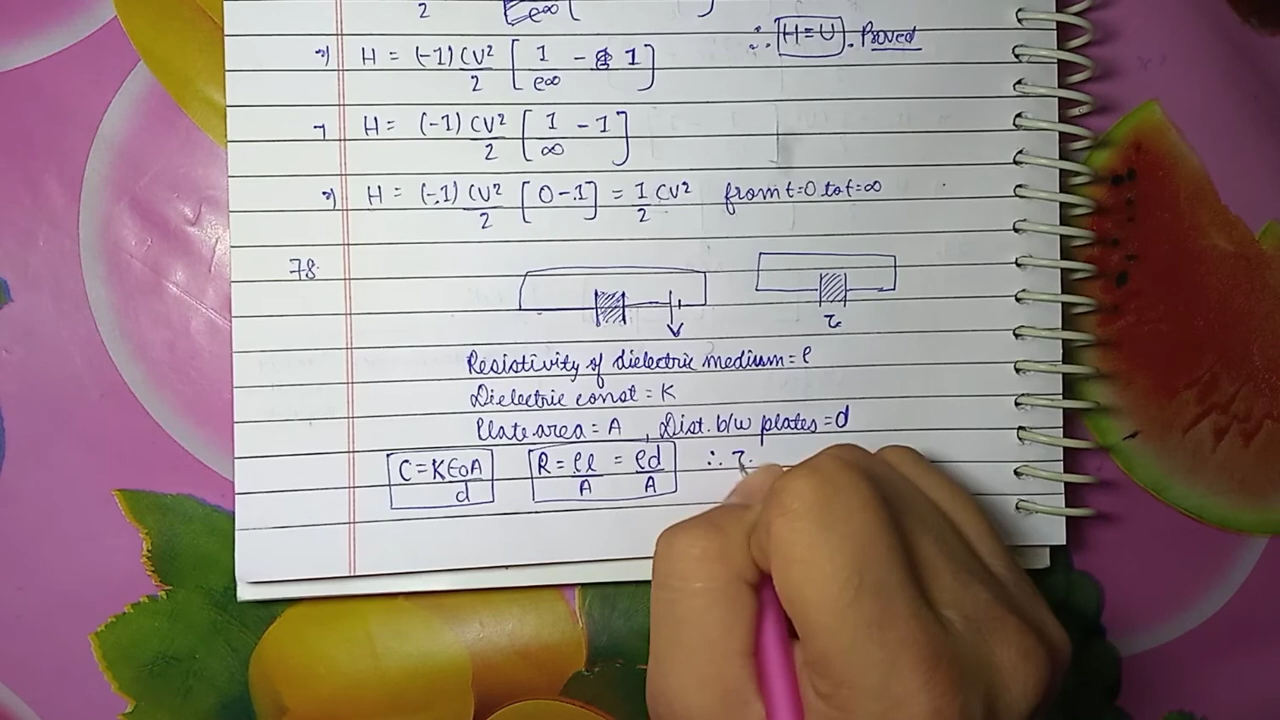 2 e∞ [
∴ H=U. Proved
⇒) H = (-1) CV²/2 [1/e∞ - 1]
H = (-1) CV²/2 [1/∞ - 1]
⇒) H = (-1) CV²/2 [0-1] = 1/2 CV² from t=0 to t=∞
78.
τ
Resistivity of dielectric medium = ρ
Dielectric const = K
Plate area = A , Dist. b/w plates = d
C = K∈0A/d R = ρl/A = ρd/A ∴ τ